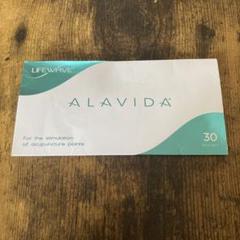 LIFEWAVE
ALAVIDA
For the stimulation
of acupuncture points
30